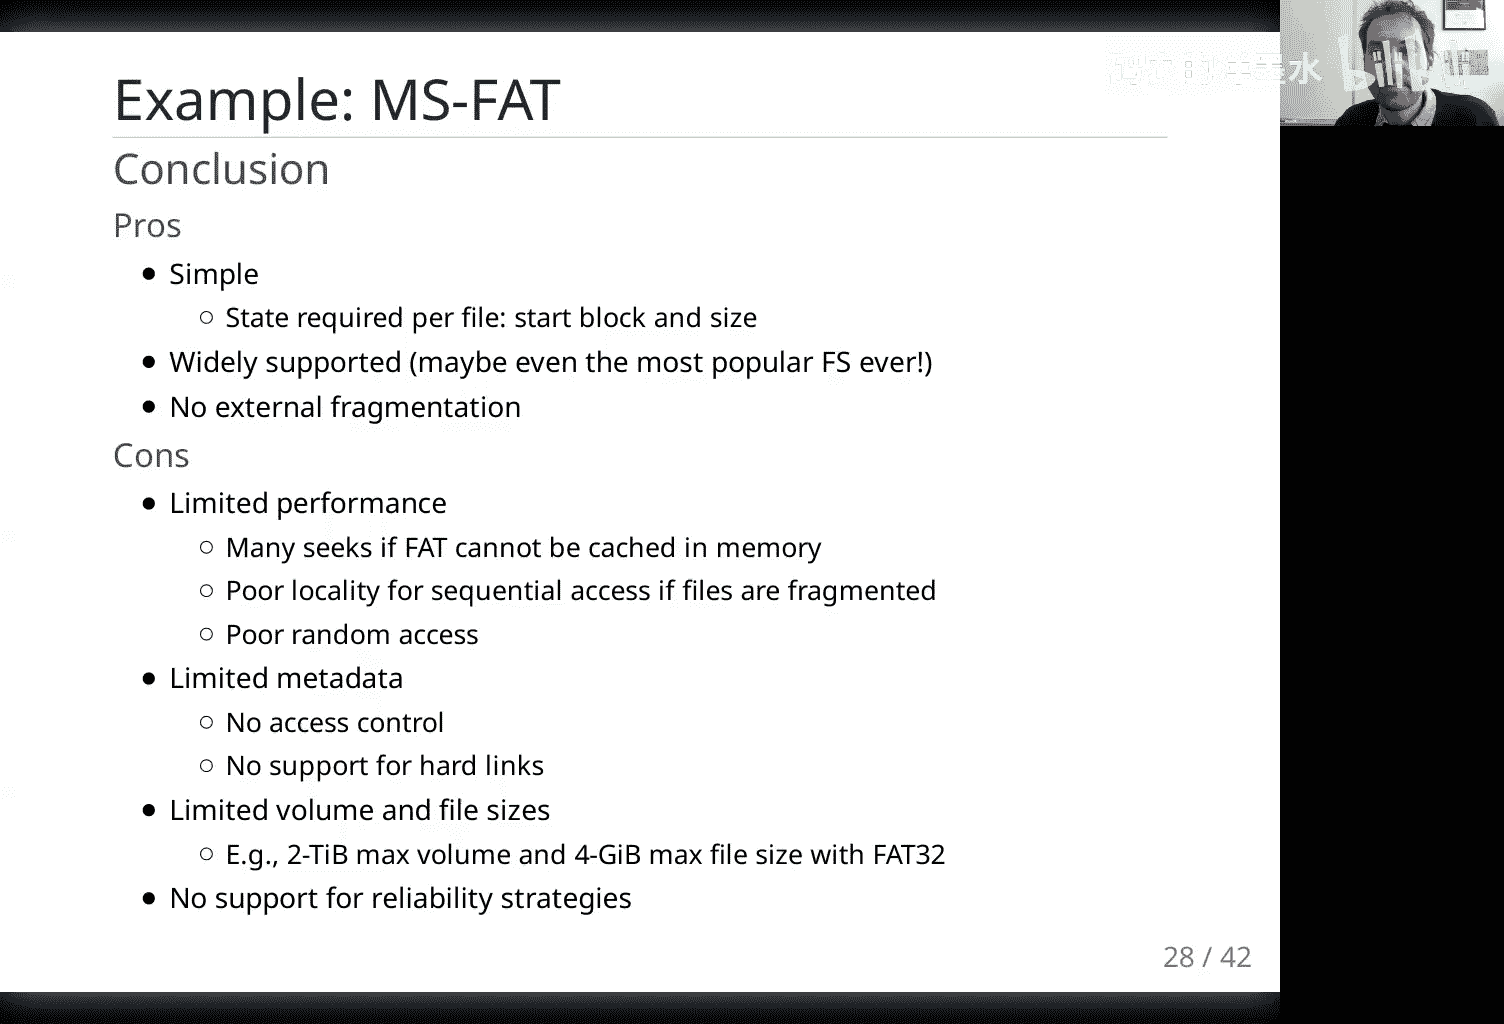 Example: MS-FAT
Conclusion
Pros
● Simple
○ State required per file: start block and size
● Widely supported (maybe even the most popular FS ever!)
● No external fragmentation
Cons
● Limited performance
○ Many seeks if FAT cannot be cached in memory
○ Poor locality for sequential access if files are fragmented
○ Poor random access
● Limited metadata
○ No access control
○ No support for hard links
● Limited volume and file sizes
○ E.g., 2-TiB max volume and 4-GiB max file size with FAT32
● No support for reliability strategies
28 / 42